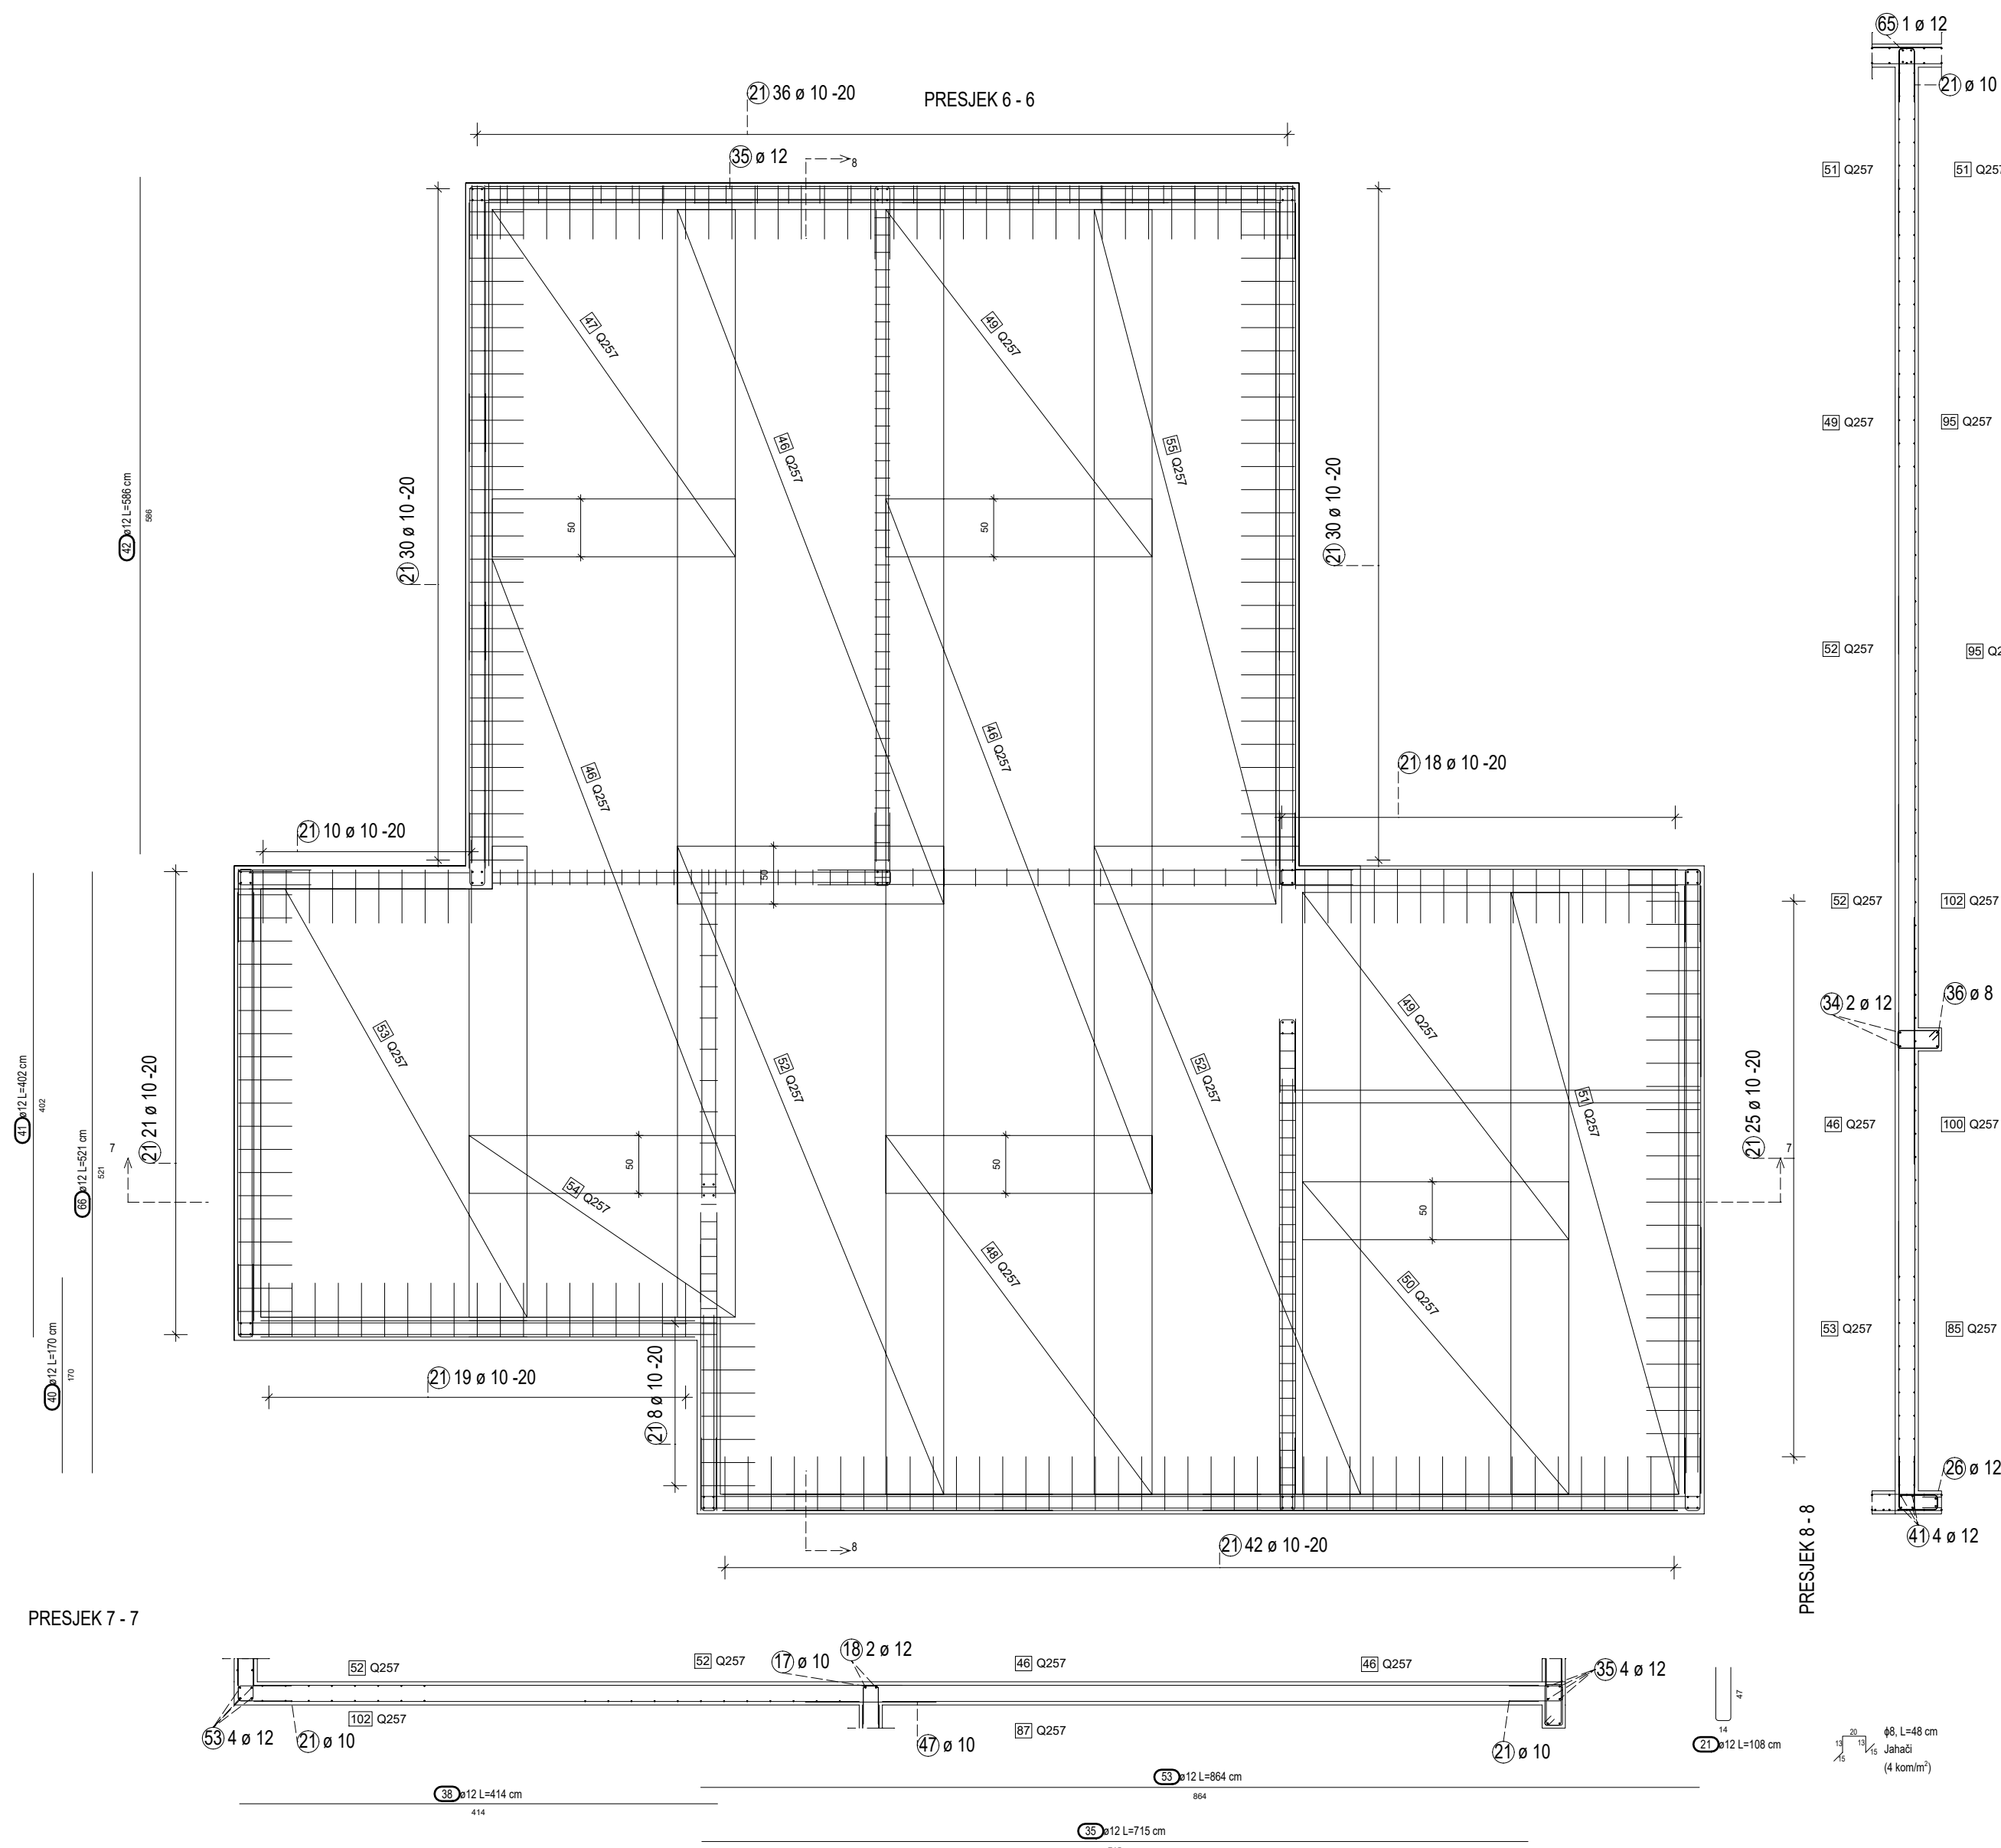 65 1 ø 12
21 36 ø 10 -20
PRESJEK 6 - 6
21 ø 10
35 ø 12
8
51 Q257
47 Q257
49 Q257
46 Q257
55 Q257
49 Q257
95 Q257
42 ø12 L=586 cm
586
21 30 ø 10 -20
50
50
21 30 ø 10 -20
52 Q257
95
46 Q257
46 Q257
21 18 ø 10 -20
21 10 ø 10 -20
50
52 Q257
102 Q257
34 2 ø 12
36 ø 8
53 Q257
52 Q257
52 Q257
49 Q257
51 Q257
41 ø12 L=402 cm
402
66 ø12 L=521 cm
521
7
21 21 ø 10 -20
21 25 ø 10 -20
7
46 Q257
100 Q257
50
50
50
54 Q257
48 Q257
50 Q257
40 ø12 L=170 cm
170
53 Q257
85 Q257
21 19 ø 10 -20
21 8 ø 10 -20
26 ø 12
8
21 42 ø 10 -20
41 4 ø 12
PRESJEK 8 - 8
PRESJEK 7 - 7
52 Q257
52 Q257
17 ø 10
18 2 ø 12
46 Q257
46 Q257
35 4 ø 12
53 4 ø 12
102 Q257
21 ø 10
47 ø 10
87 Q257
21 ø 10
47
14
21 ø12 L=108 cm
20
13
13
15
15
ϕ8, L=48 cm
Jahači
(4 kom/m²)
38 ø12 L=414 cm
414
53 ø12 L=864 cm
864
35 ø12 L=715 cm